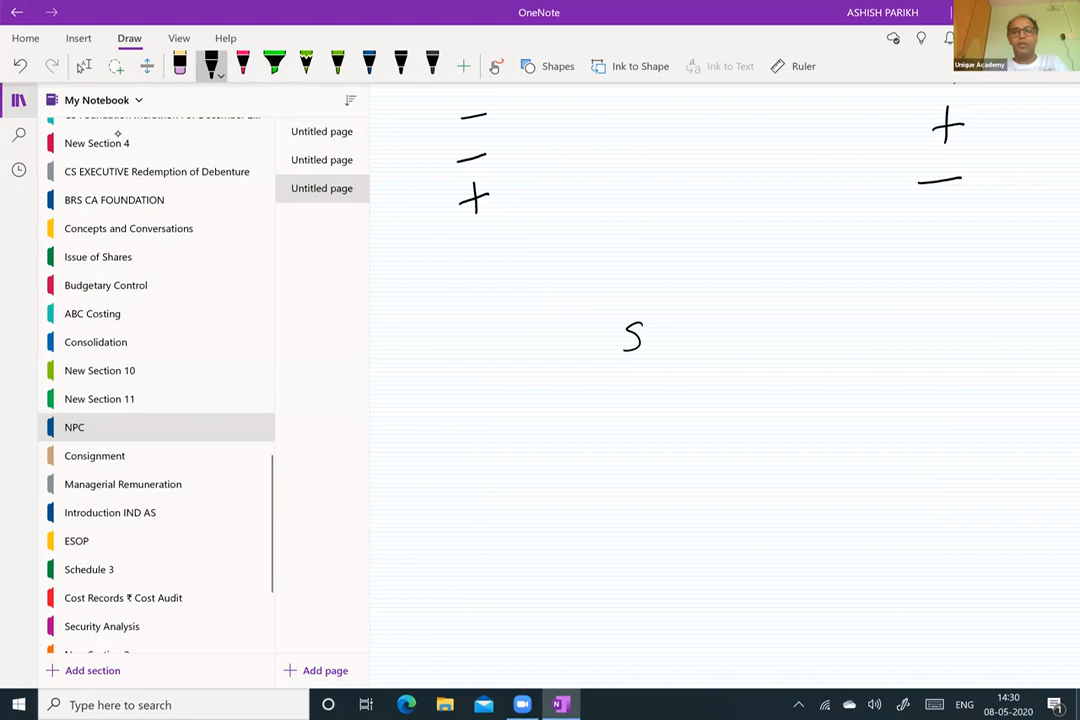 OneNote
ASHISH PARIKH
Home Insert Draw View Help
Shapes Ink to Shape Ink to Text Ruler
Unique Academy
My Notebook
New Section 4
CS EXECUTIVE Redemption of Debenture
BRS CA FOUNDATION
Concepts and Conversations
Issue of Shares
Budgetary Control
ABC Costing
Consolidation
New Section 10
New Section 11
NPC
Consignment
Managerial Remuneration
Introduction IND AS
ESOP
Schedule 3
Cost Records ₹ Cost Audit
Security Analysis
Add section
Untitled page
Untitled page
Untitled page
Add page
−
−
+
+
−
S
Type here to search
ENG
14:30
08-05-2020
1